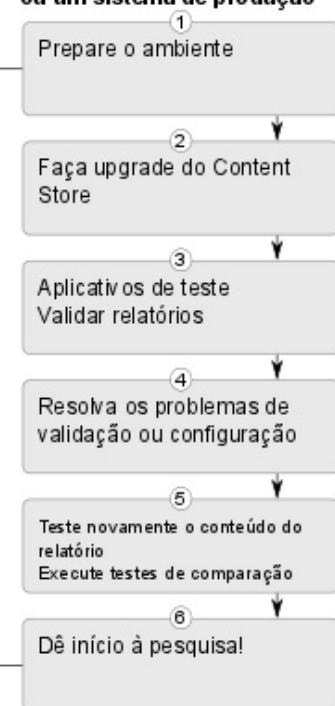 ou um sistema de produção
1
Prepare o ambiente
2
Faça upgrade do Content
Store
3
Aplicativos de teste
Validar relatórios
4
Resolva os problemas de
validação ou configuração
5
Teste novamente o conteúdo do
relatório
Execute testes de comparação
6
Dê início à pesquisa!